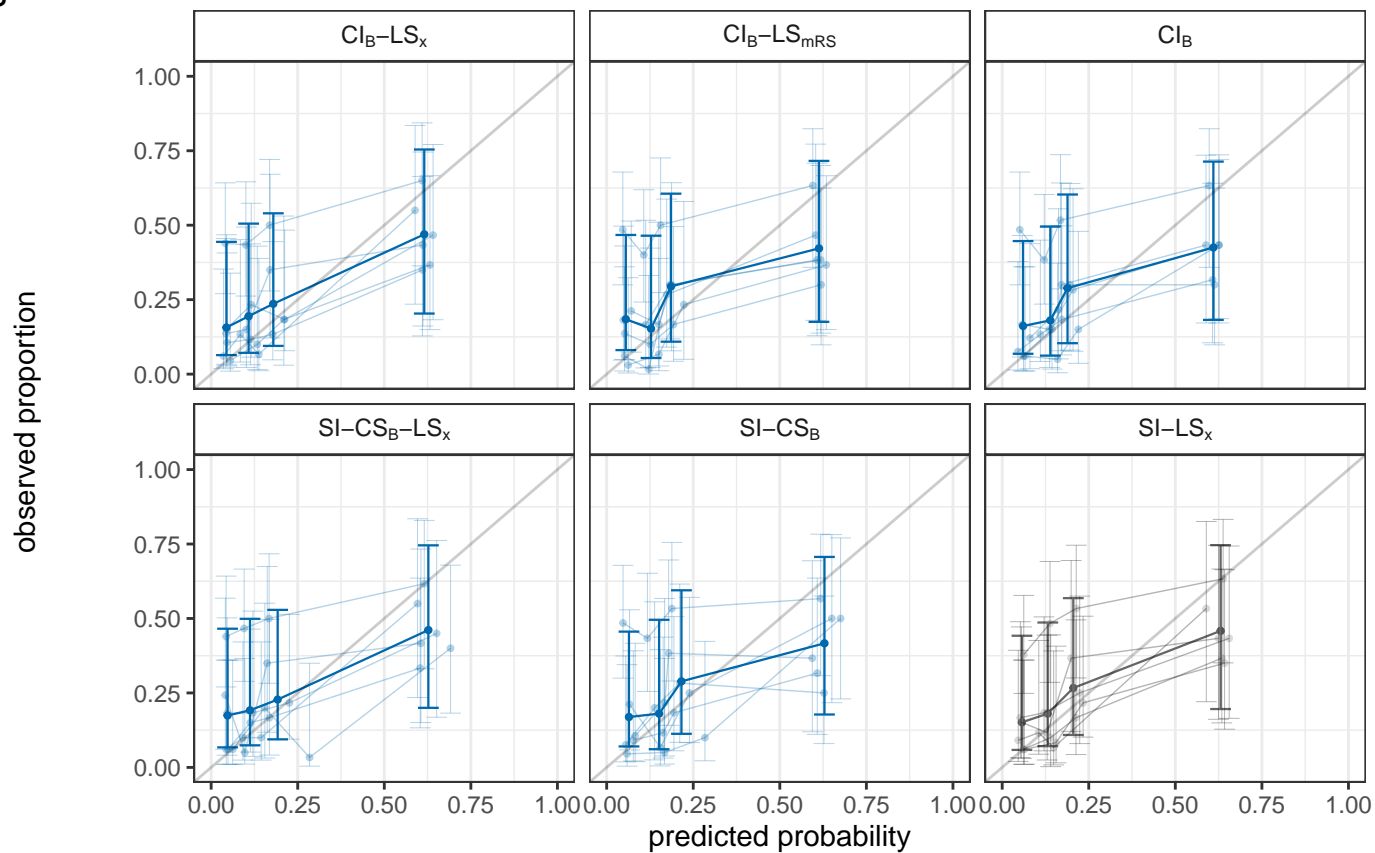 CI_B–LS_x CI_B–LS_mRS CI_B
1.00
0.75
0.50
0.25
0.00
SI–CS_B–LS_x SI–CS_B SI–LS_x
1.00
0.75
0.50
0.25
0.00
observed proportion
0.00 0.25 0.50 0.75 1.00 0.00 0.25 0.50 0.75 1.00 0.00 0.25 0.50 0.75 1.00
predicted probability